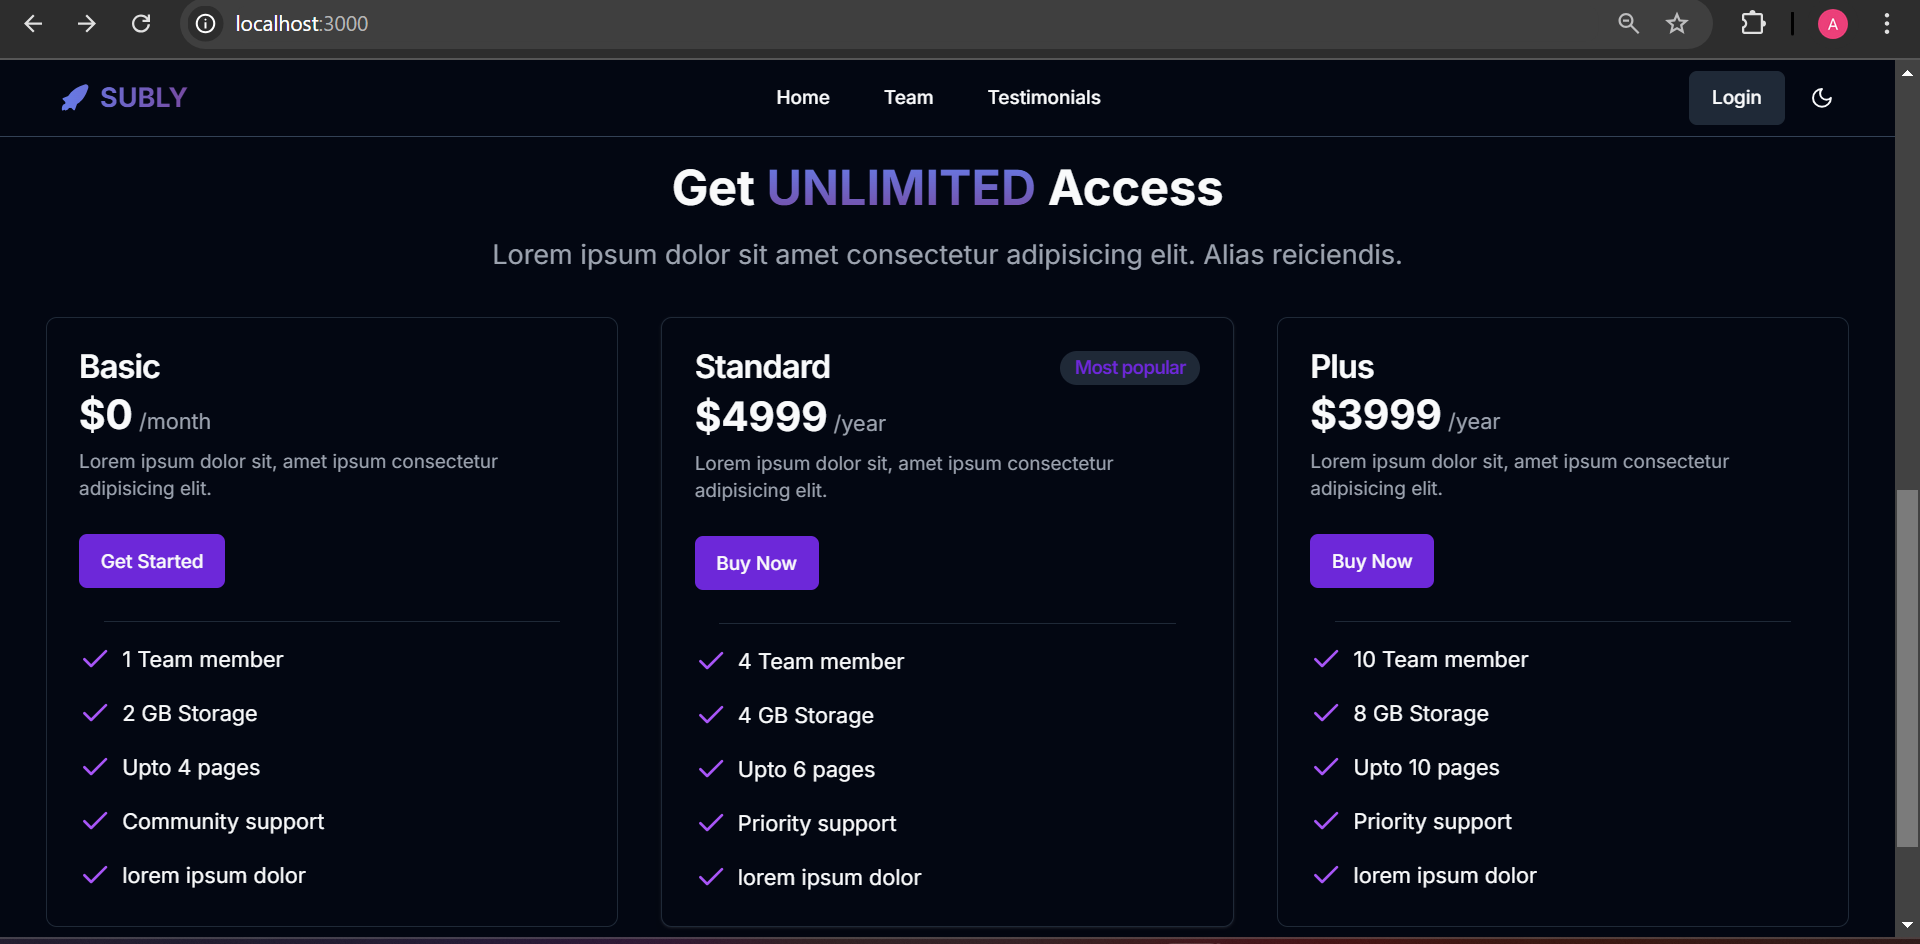 localhost:3000
A
SUBLY
Home
Team
Testimonials
Login
Get UNLIMITED Access
Lorem ipsum dolor sit amet consectetur adipisicing elit. Alias reiciendis.
Basic
$0 /month
Lorem ipsum dolor sit, amet ipsum consectetur
adipisicing elit.
Get Started
1 Team member
2 GB Storage
Upto 4 pages
Community support
lorem ipsum dolor
Standard
Most popular
$4999 /year
Lorem ipsum dolor sit, amet ipsum consectetur
adipisicing elit.
Buy Now
4 Team member
4 GB Storage
Upto 6 pages
Priority support
lorem ipsum dolor
Plus
$3999 /year
Lorem ipsum dolor sit, amet ipsum consectetur
adipisicing elit.
Buy Now
10 Team member
8 GB Storage
Upto 10 pages
Priority support
lorem ipsum dolor